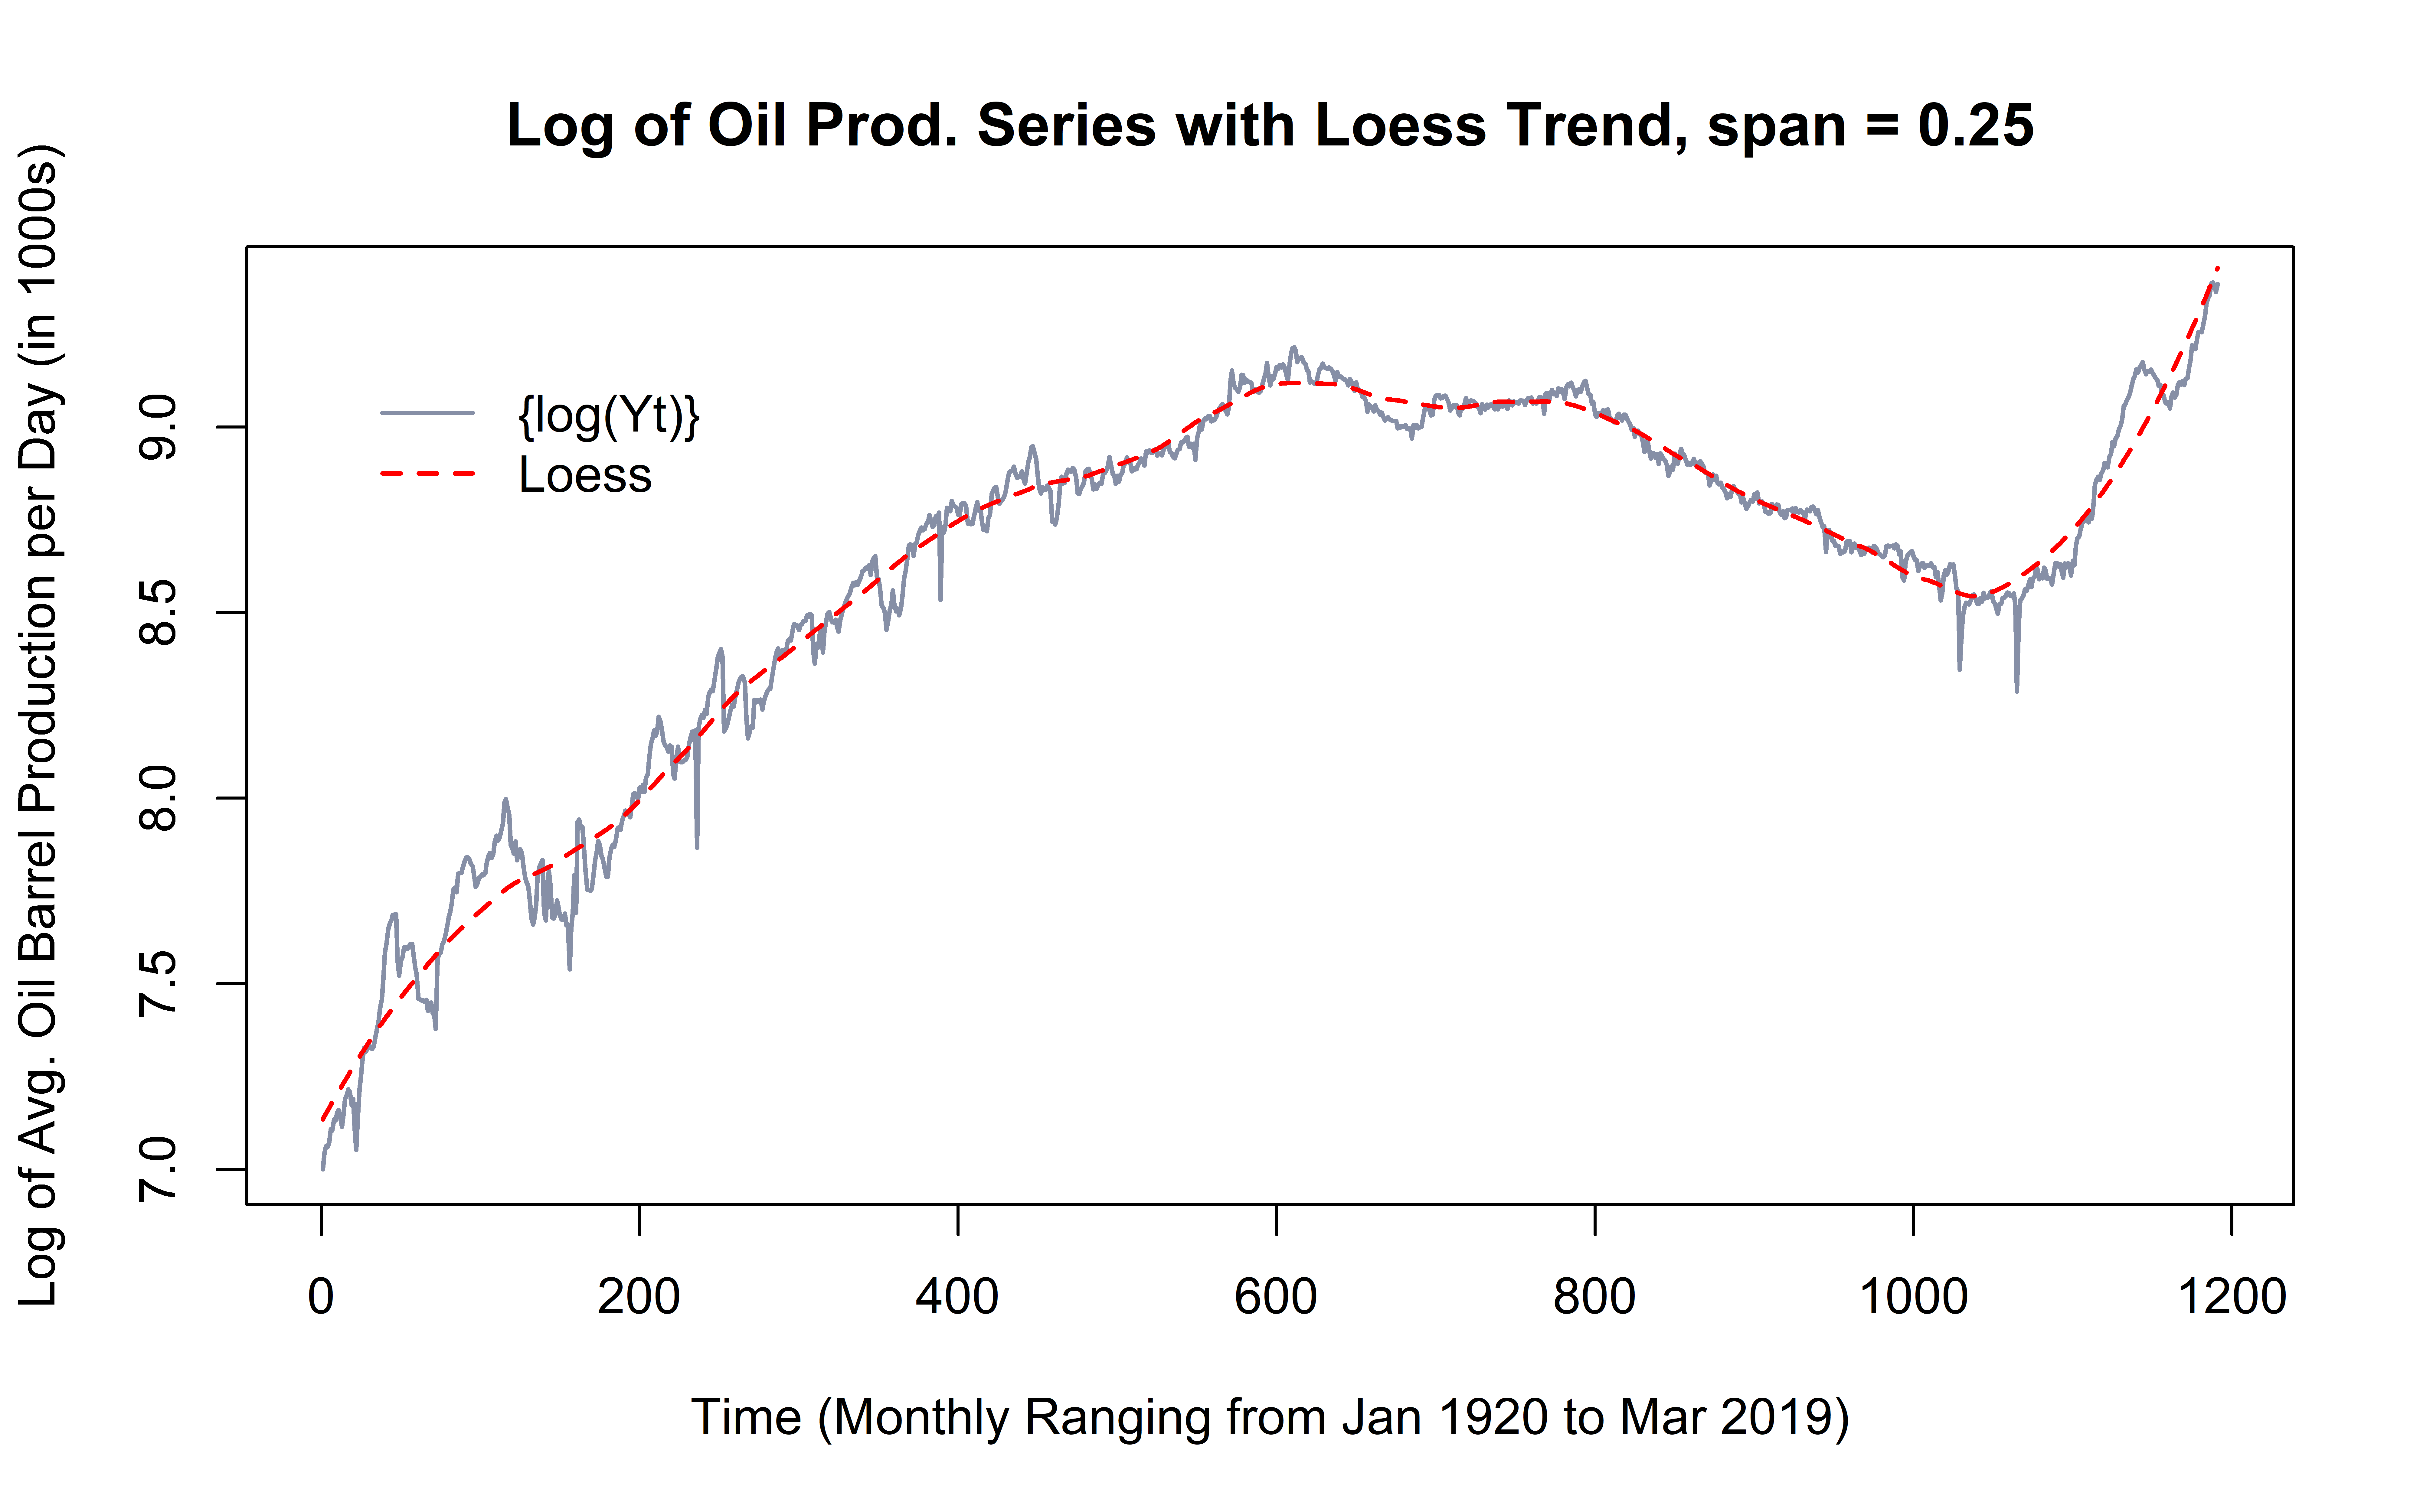 Log of Oil Prod. Series with Loess Trend, span = 0.25
Log of Avg. Oil Barrel Production per Day (in 1000s)
9.0
8.5
8.0
7.5
7.0
{log(Yt)}
Loess
0 200 400 600 800 1000 1200
Time (Monthly Ranging from Jan 1920 to Mar 2019)